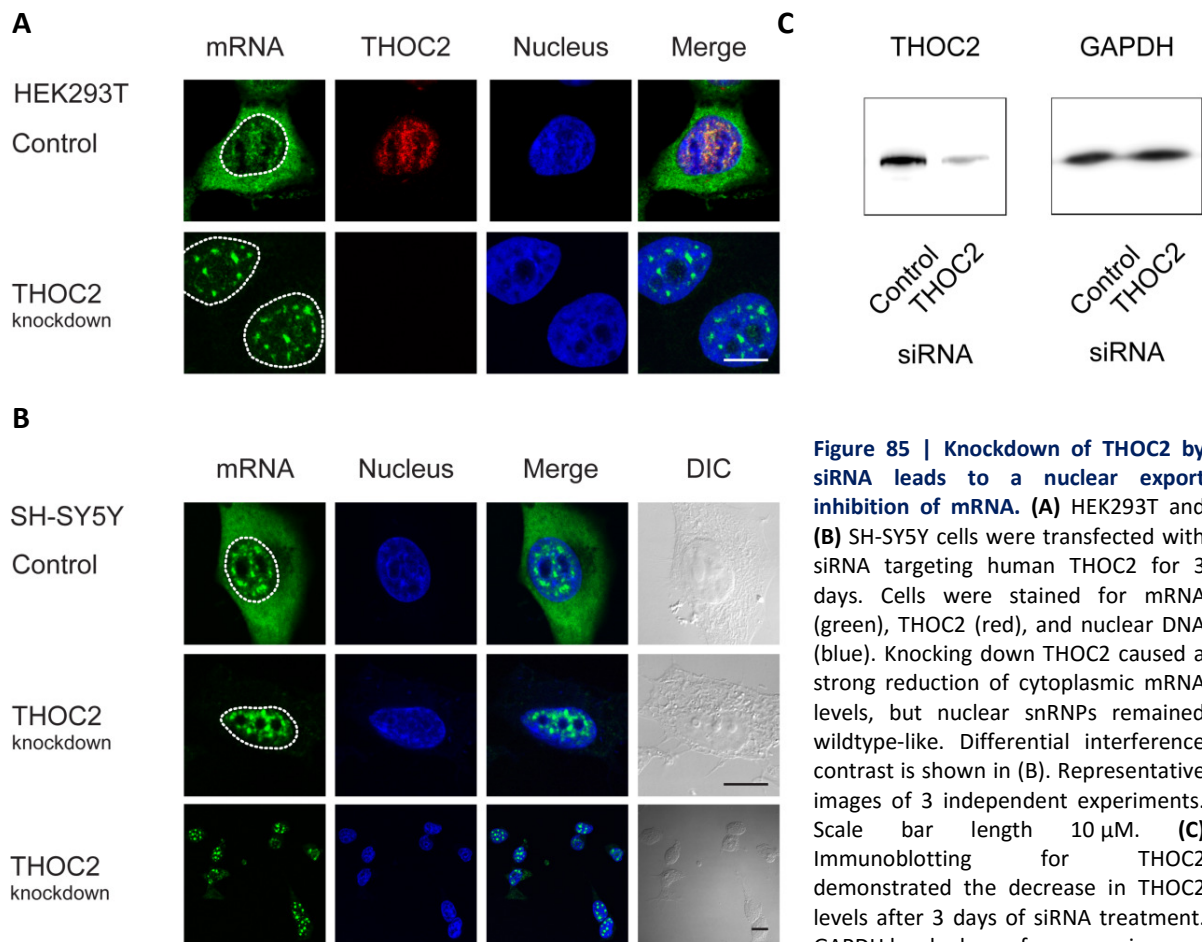 A
mRNA THOC2 Nucleus Merge
HEK293T
Control
THOC2
knockdown
B
mRNA Nucleus Merge DIC
SH-SY5Y
Control
THOC2
knockdown
THOC2
knockdown
C
THOC2 GAPDH
Control THOC2 Control THOC2
siRNA siRNA
Figure 85 | Knockdown of THOC2 by
siRNA leads to a nuclear export
inhibition of mRNA. (A) HEK293T and
(B) SH-SY5Y cells were transfected with
siRNA targeting human THOC2 for 3
days. Cells were stained for mRNA
(green), THOC2 (red), and nuclear DNA
(blue). Knocking down THOC2 caused a
strong reduction of cytoplasmic mRNA
levels, but nuclear snRNPs remained
wildtype-like. Differential interference
contrast is shown in (B). Representative
images of 3 independent experiments.
Scale bar length 10 µM. (C)
Immunoblotting for THOC2
demonstrated the decrease in THOC2
levels after 3 days of siRNA treatment.